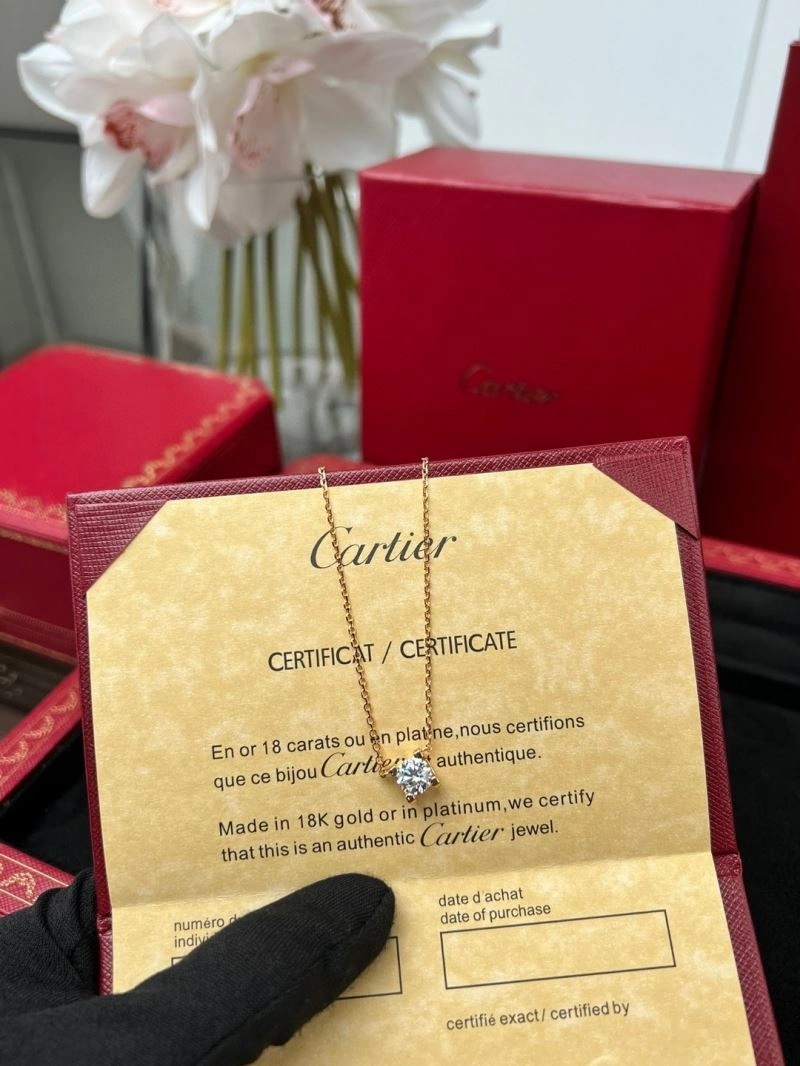 Cartier
Cartier
CERTIFICAT / CERTIFICATE
En or 18 carats ou en platine,nous certifions
que ce bijou Cartier authentique.
Made in 18K gold or in platinum,we certify
that this is an authentic Cartier jewel.
numéro
date d'achat
date of purchase
certifié exact/ certified by